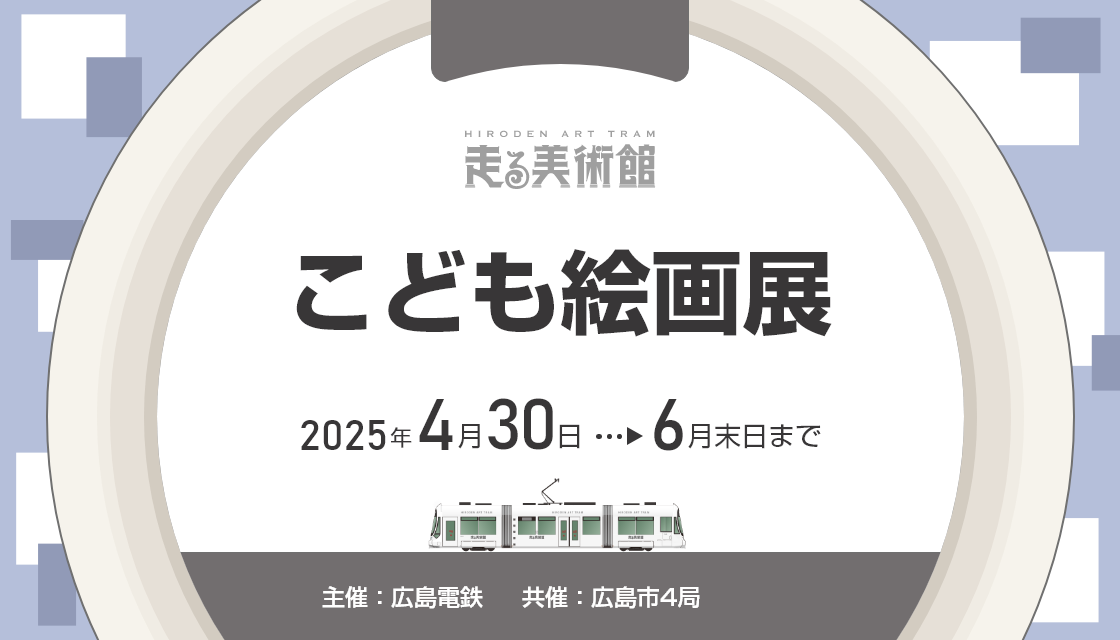 HIRODEN ART TRAM
走る美術館
こども絵画展
2025年4月30日 …▶ 6月末日まで
主催：広島電鉄　共催：広島市4局